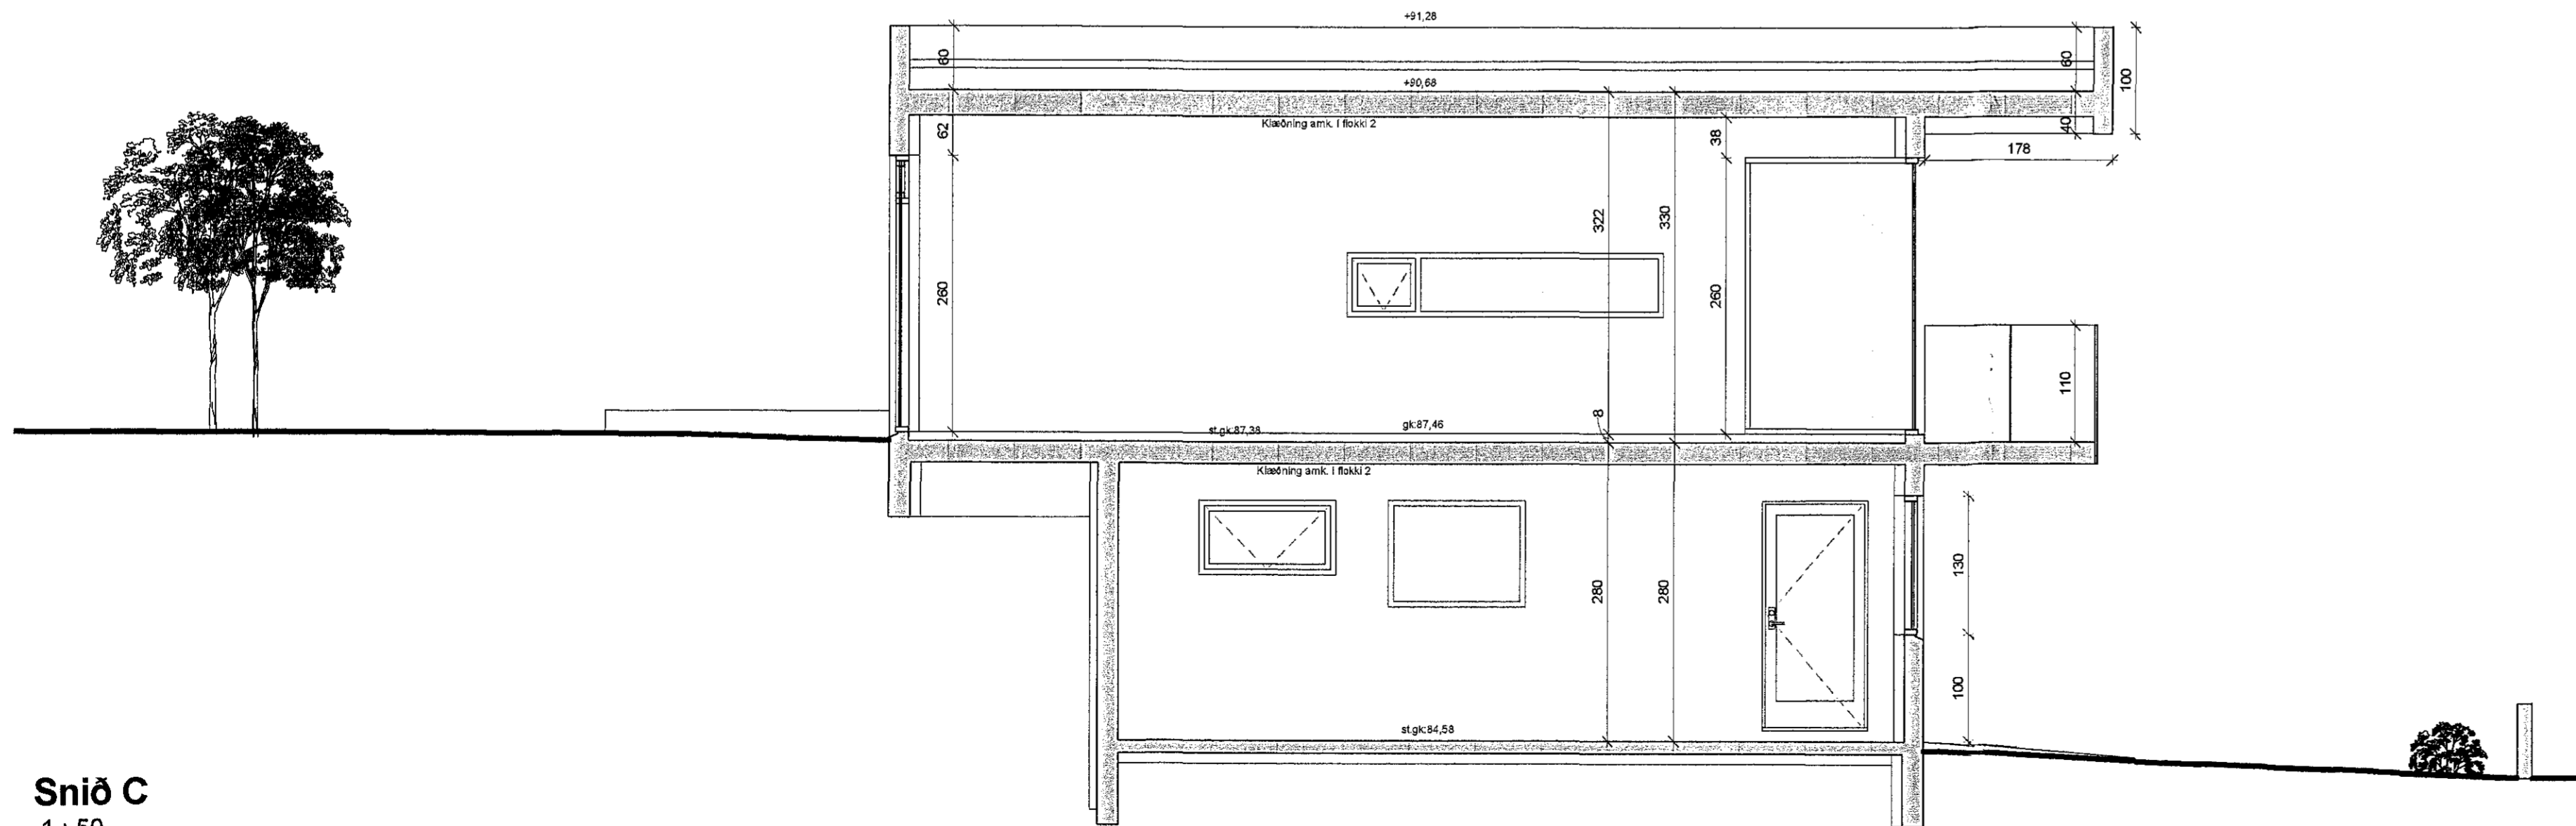 +91,28
60
60
100
+90,68
Klæðning amk. í flokki 2
62
38
40
178
322
330
260
260
110
8
st.gk:87,38
gk:87,46
Klæðning amk. í flokki 2
280
280
130
100
st.gk:84,58
Snið C
1 : 50